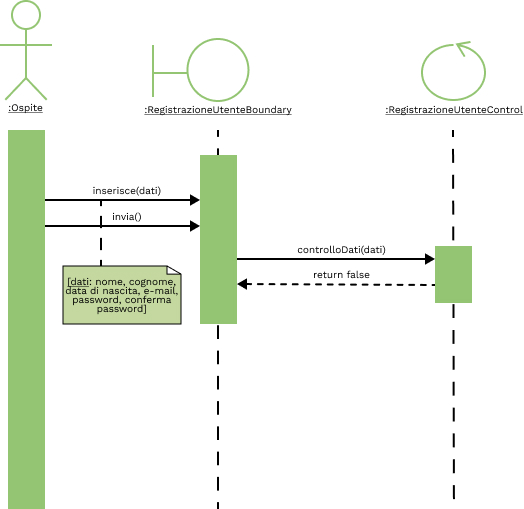 :Ospite
:RegistrazioneUtenteBoundary
:RegistrazioneUtenteControl
inserisce(dati)
invia()
controlloDati(dati)
return false
[dati: nome, cognome,
data di nascita, e-mail,
password, conferma
password]